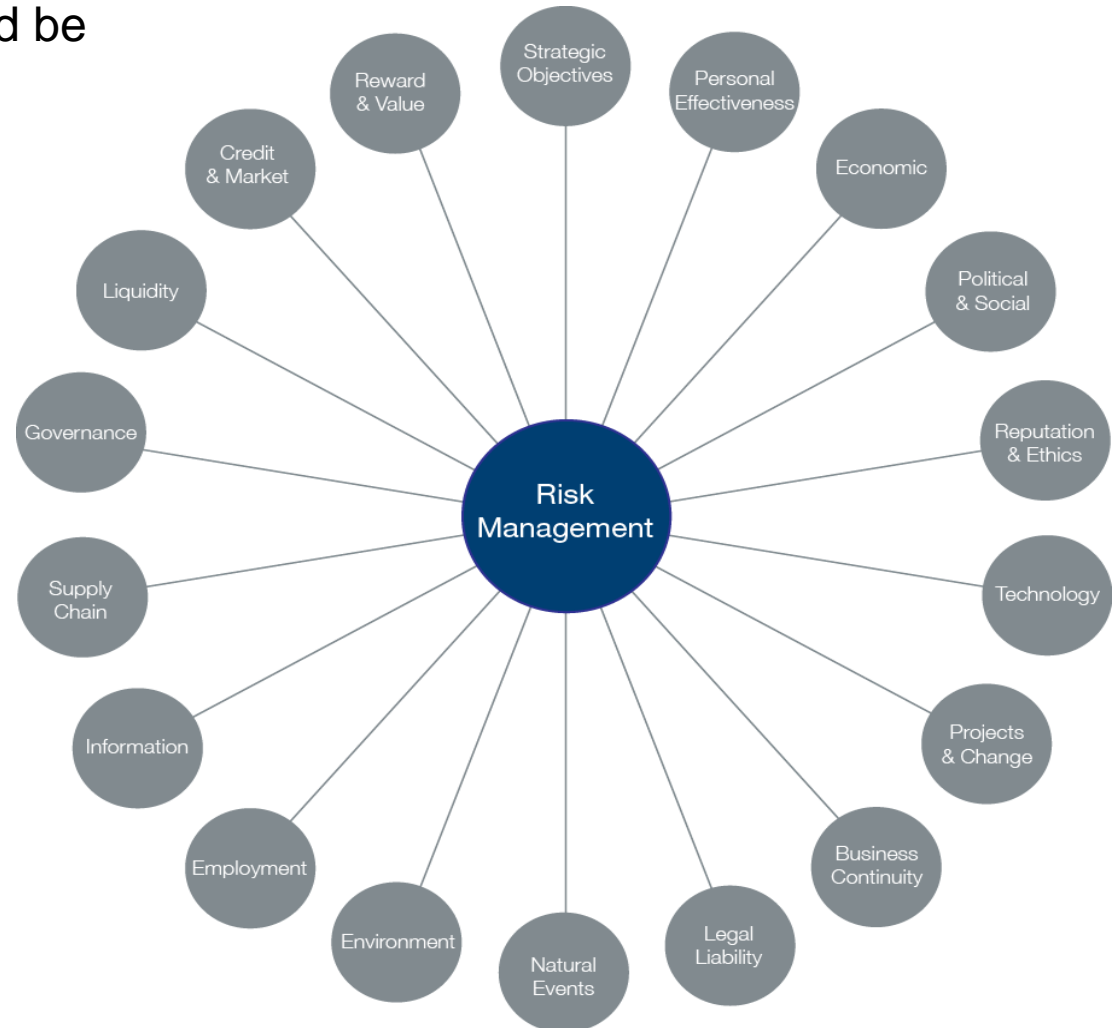 d be
Strategic
Objectives
Personal
Effectiveness
Economic
Political
& Social
Reputation
& Ethics
Technology
Projects
& Change
Business
Continuity
Legal
Liability
Natural
Events
Environment
Employment
Information
Supply
Chain
Governance
Liquidity
Credit
& Market
Reward
& Value
Risk
Management